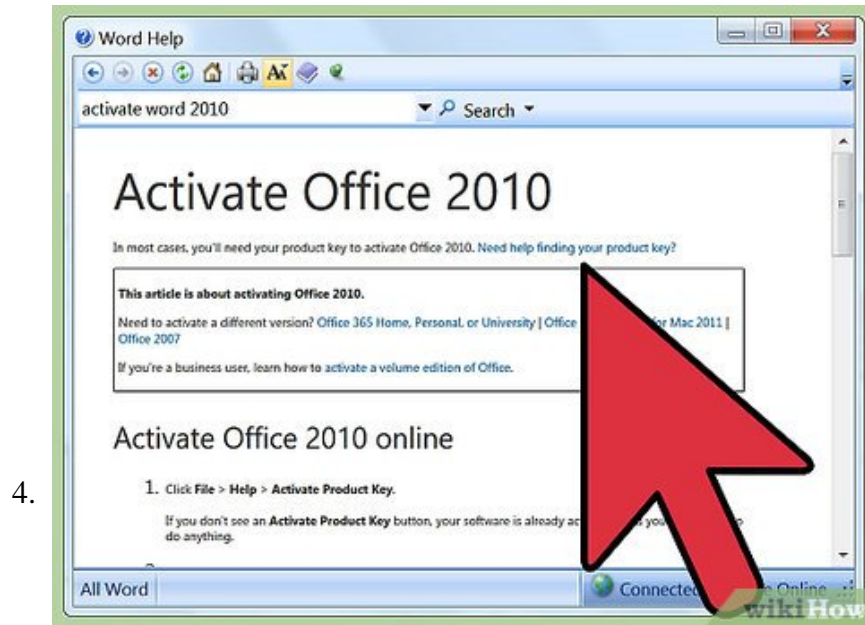 Word Help
activate word 2010 Search
Activate Office 2010
In most cases, you'll need your product key to activate Office 2010. Need help finding your product key?
This article is about activating Office 2010.
Need to activate a different version? Office 365 Home, Personal, or University | Office for Mac 2011 |
Office 2007
If you're a business user, learn how to activate a volume edition of Office.
Activate Office 2010 online
1. Click File > Help > Activate Product Key.
4.
If you don't see an Activate Product Key button, your software is already
do anything.
All Word Connected Online
wikiHow